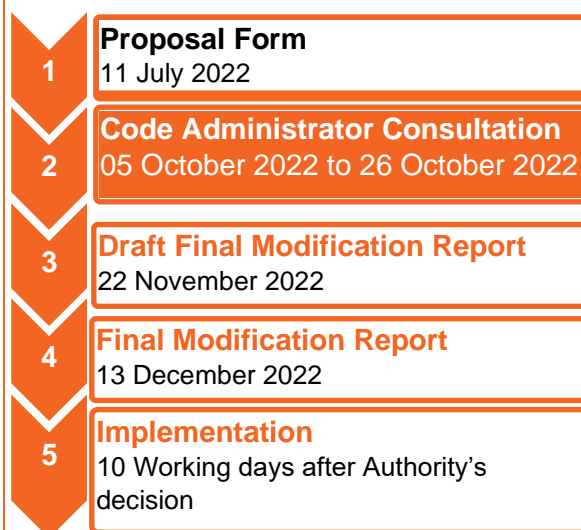 1
Proposal Form
11 July 2022
2
Code Administrator Consultation
05 October 2022 to 26 October 2022
3
Draft Final Modification Report
22 November 2022
4
Final Modification Report
13 December 2022
5
Implementation
10 Working days after Authority's
decision